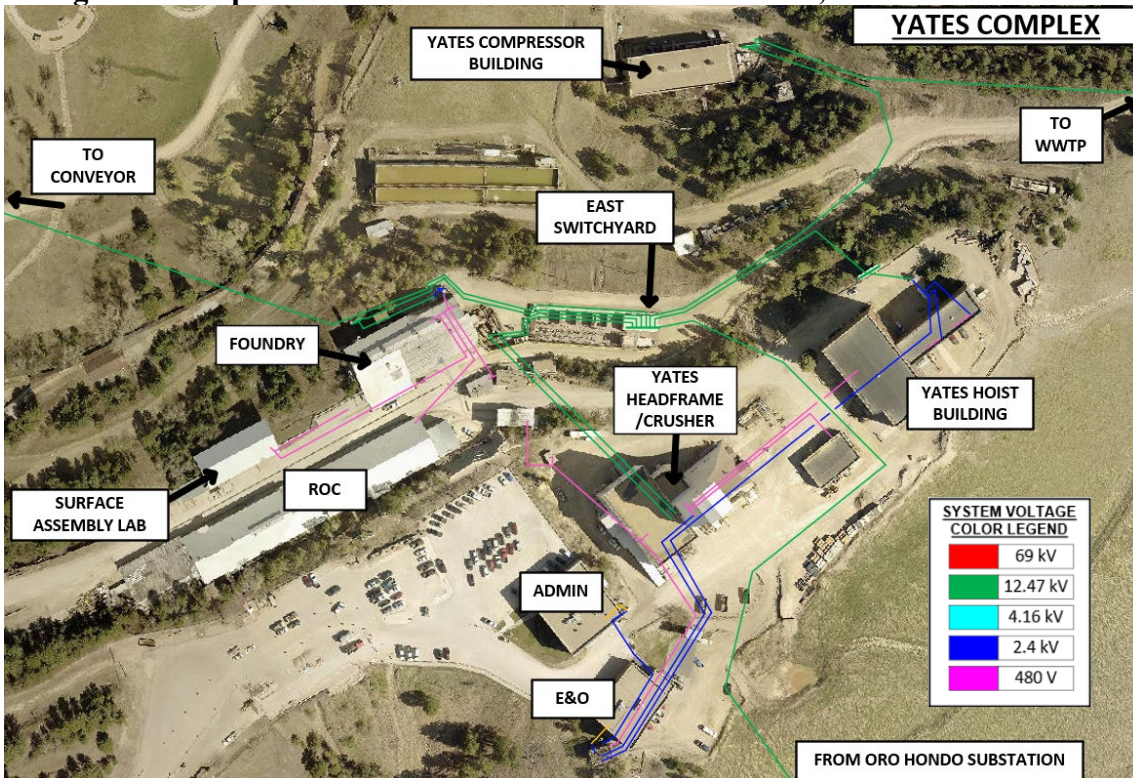 YATES COMPLEX
YATES COMPRESSOR
BUILDING
TO
WWTP
TO
CONVEYOR
EAST
SWITCHYARD
FOUNDRY
YATES
HEADFRAME
/CRUSHER
YATES HOIST
BUILDING
SURFACE
ASSEMBLY LAB
ROC
ADMIN
E&O
SYSTEM VOLTAGE
COLOR LEGEND
69 kV
12.47 kV
4.16 kV
2.4 kV
480 V
FROM ORO HONDO SUBSTATION